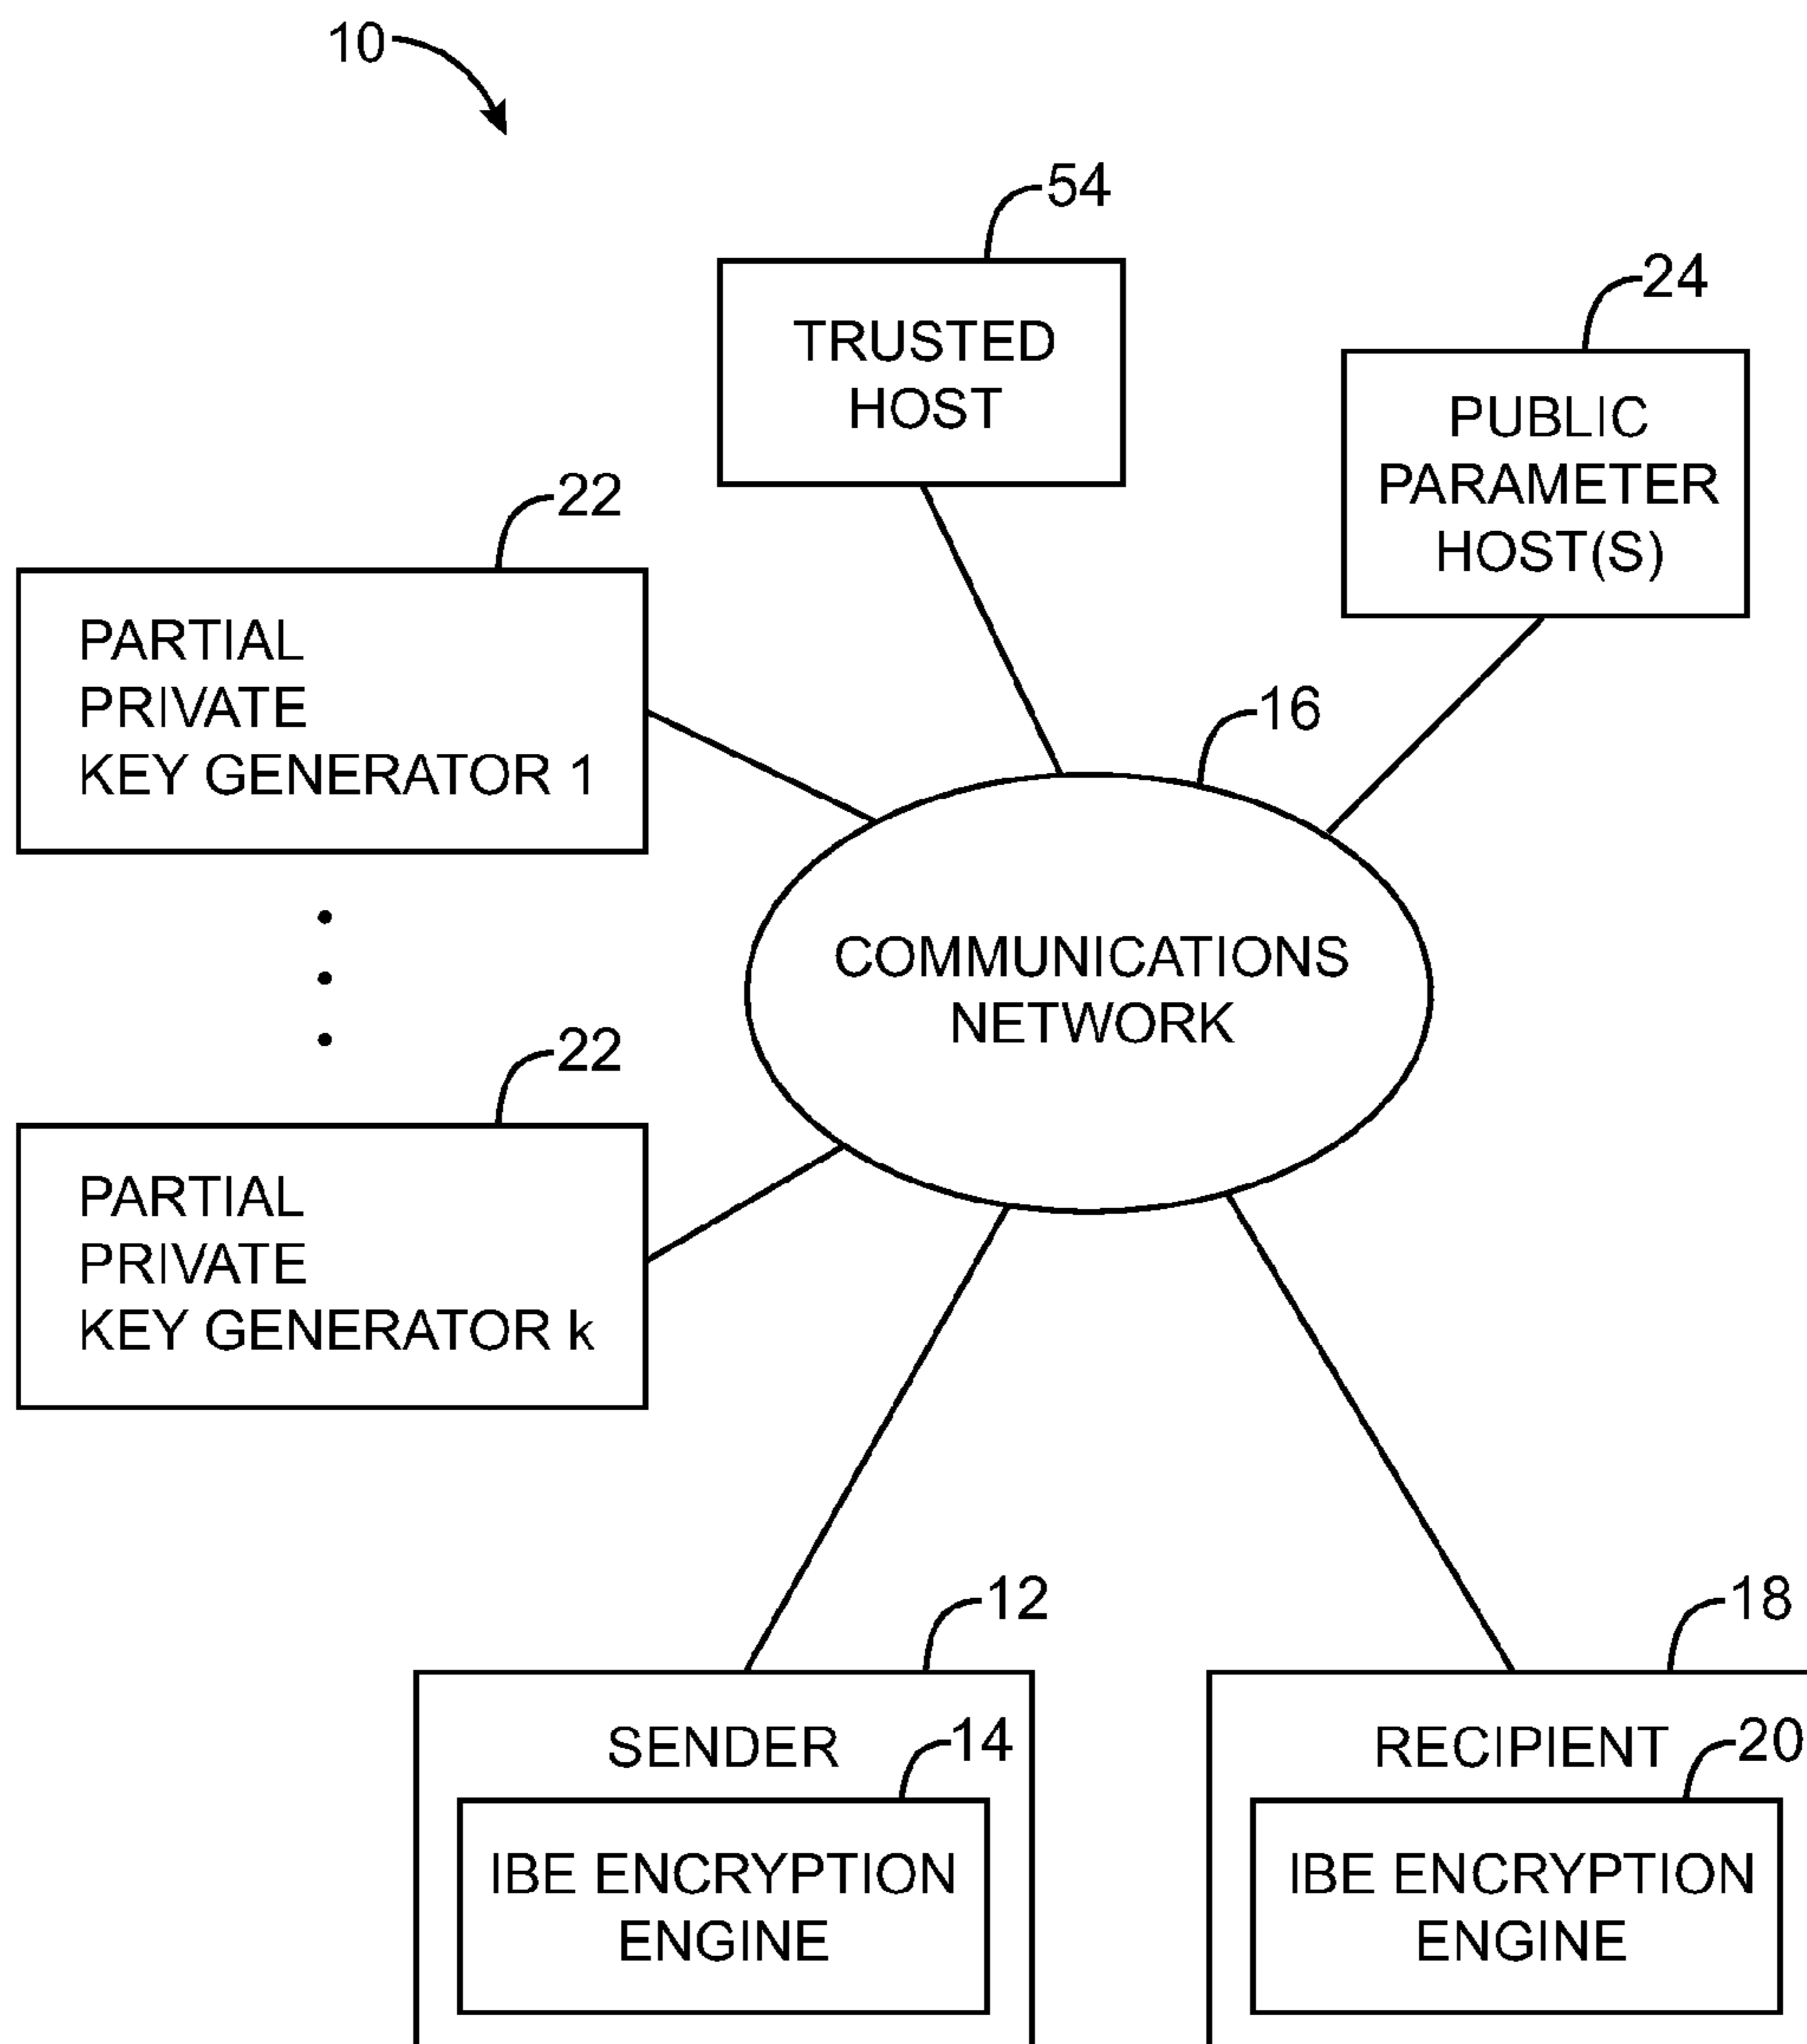 10
54
TRUSTED
HOST
24
PUBLIC
PARAMETER
HOST(S)
22
PARTIAL
PRIVATE
KEY GENERATOR 1
16
COMMUNICATIONS
NETWORK
22
PARTIAL
PRIVATE
KEY GENERATOR k
12
SENDER
14
IBE ENCRYPTION
ENGINE
18
RECIPIENT
20
IBE ENCRYPTION
ENGINE